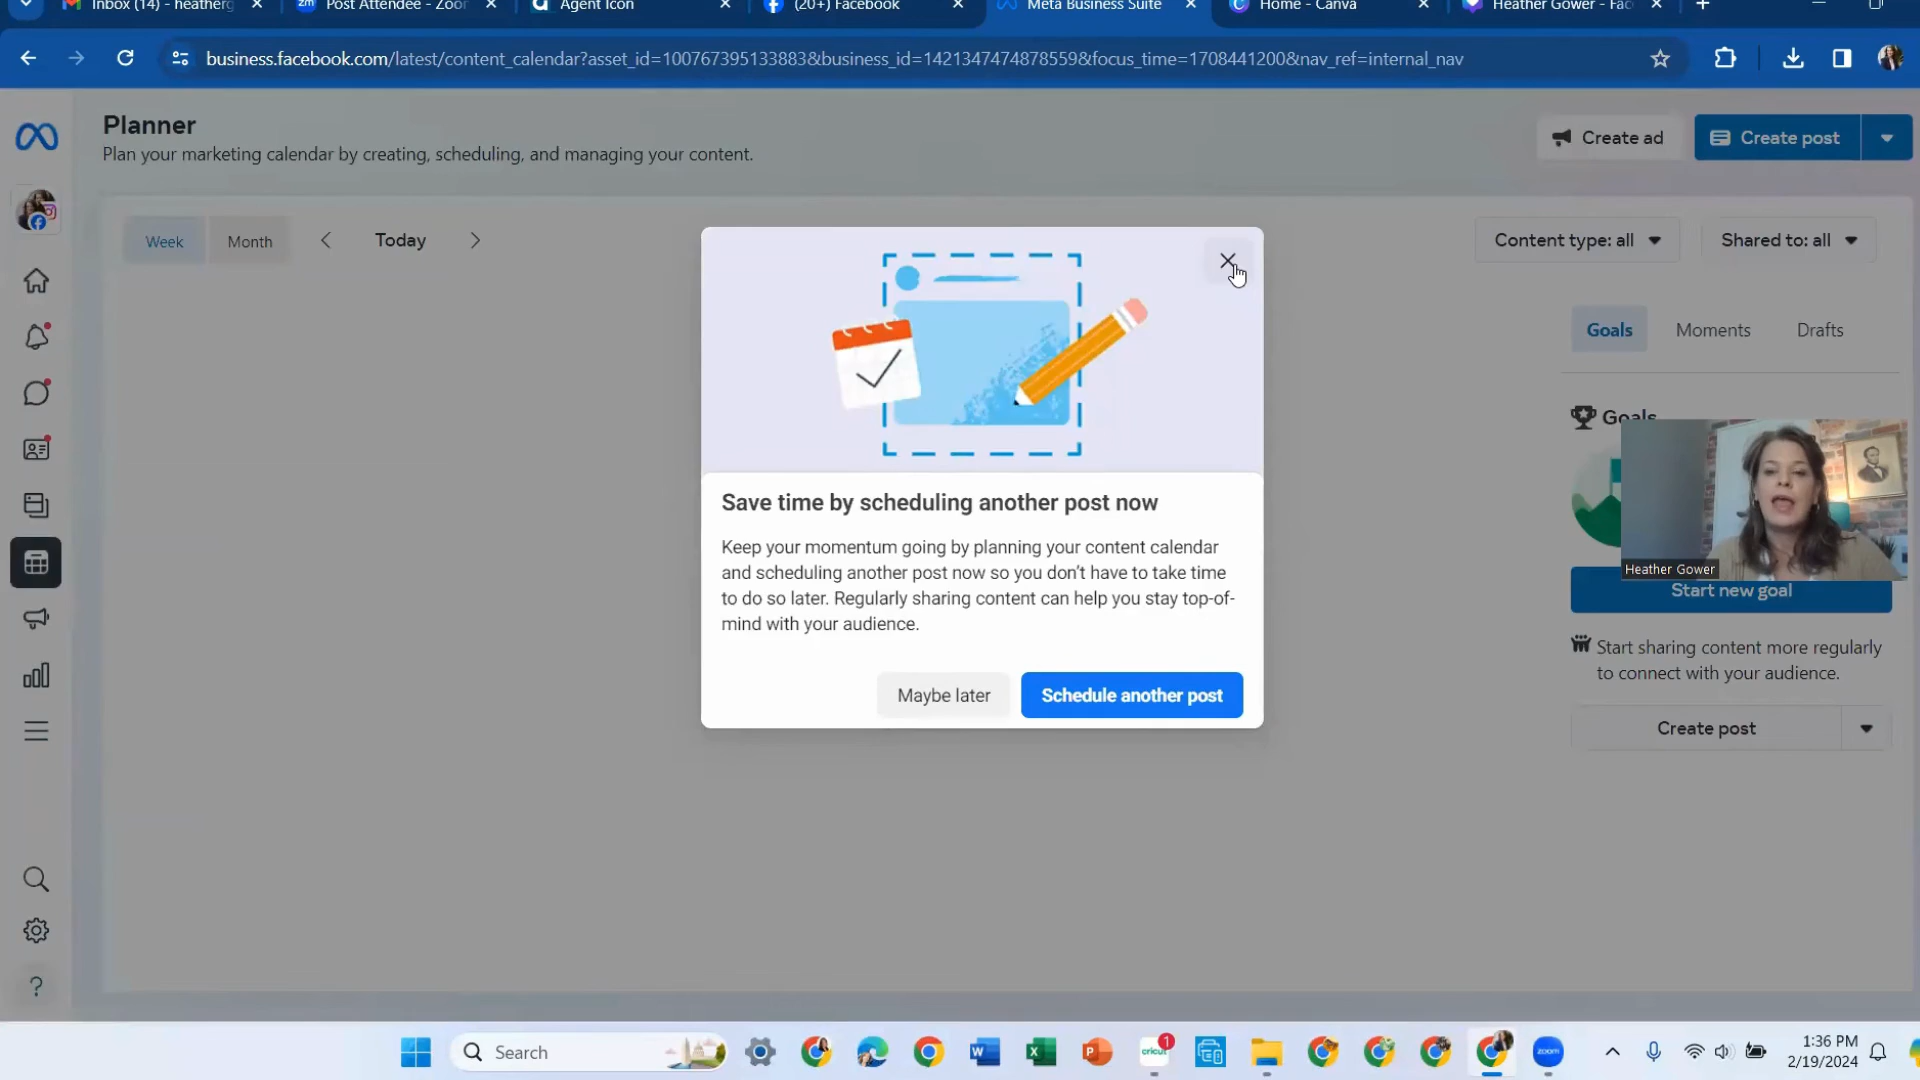 Inbox (14) - heatherg
Post Attendee - Zoom
Agent Icon
(20+) Facebook
Meta Business Suite
Home - Canva
Heather Gower - Fac
business.facebook.com/latest/content_calendar?asset_id=100767395133883&business_id=1421347474878559&focus_time=1708441200&nav_ref=internal_nav
Planner
Plan your marketing calendar by creating, scheduling, and managing your content.
Create ad
Create post
Week
Month
Today
Content type: all
Shared to: all
Goals
Moments
Drafts
Goals
Heather Gower
Start new goal
Start sharing content more regularly
to connect with your audience.
Create post
Save time by scheduling another post now
Keep your momentum going by planning your content calendar
and scheduling another post now so you don't have to take time
to do so later. Regularly sharing content can help you stay top-of-
mind with your audience.
Maybe later
Schedule another post
Search
cricut
1
zoom
1:36 PM
2/19/2024